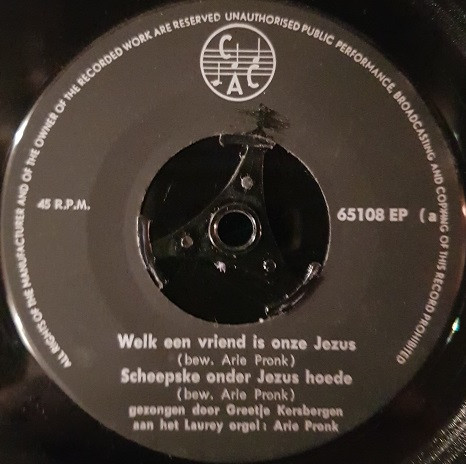 ALL RIGHTS OF THE MANUFACTURER AND OF THE OWNER OF THE RECORDED WORK ARE RESERVED UNAUTHORISED PUBLIC PERFORMANCE, BROADCASTING AND COPYING OF THIS RECORD PROHIBITED
C C
A
45 R.P.M.
65108 EP (a
Welk een vriend is onze Jezus
(bew. Arie Pronk)
Scheepske onder Jezus hoede
(bew. Arie Pronk)
gezongen door Greetje Kersbergen
aan het Laurey orgel: Arie Pronk